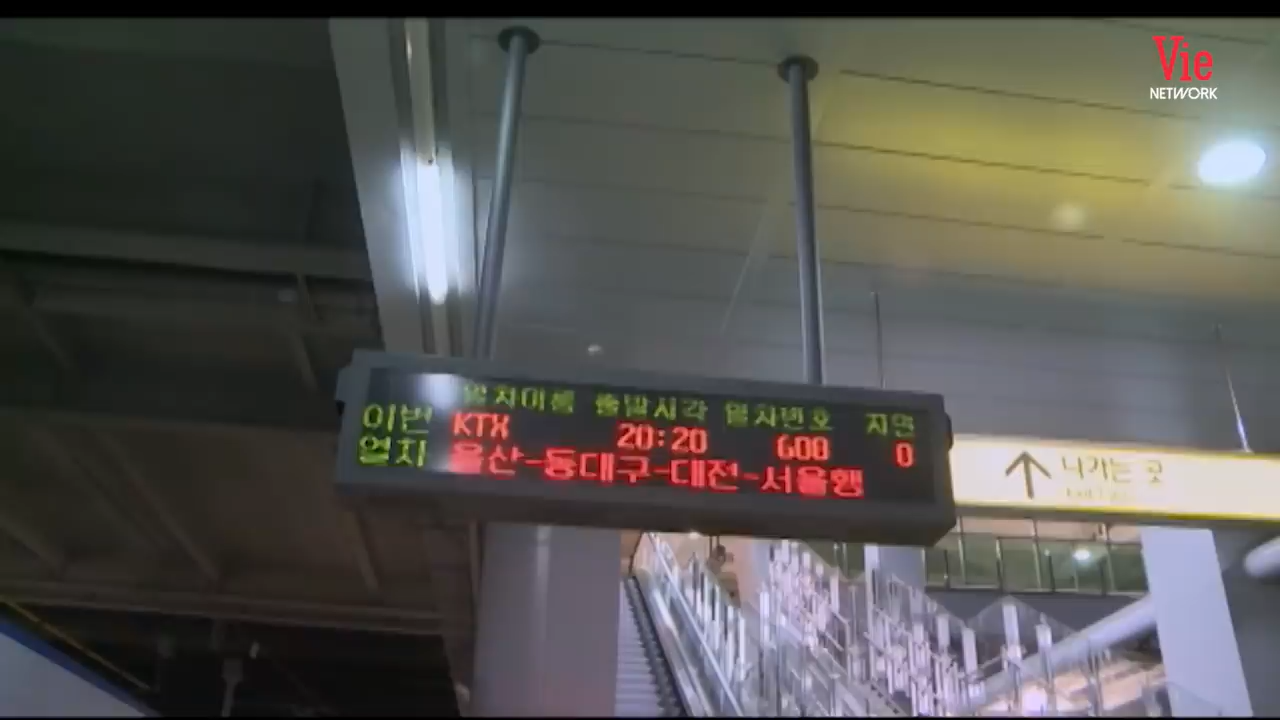 Vie
NETWORK
열차이름 출발시각 열차번호 지연
이번 KTX 20:20 600 0
열차 울산-동대구-대전-서울행
나가는 곳